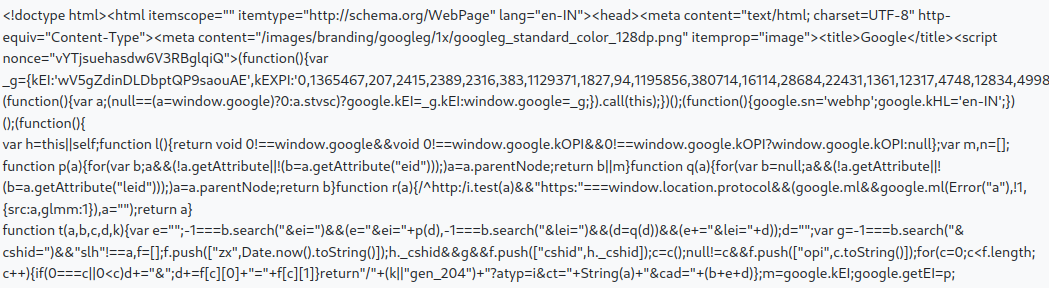 <!doctype html><html itemscope="" itemtype="http://schema.org/WebPage" lang="en-IN"><head><meta content="text/html; charset=UTF-8" http-
equiv="Content-Type"><meta content="/images/branding/googleg/1x/googleg_standard_color_128dp.png" itemprop="image"><title>Google</title><script
nonce="vYTjsuehasdw6V3RBglqiQ">(function(){var
_g={kEI:'wV5gZdinDLDbptQP9saouAE',kEXPI:'0,1365467,207,2415,2389,2316,383,1129371,1827,94,1195856,380714,16114,28684,22431,1361,12317,4748,12834,4998
(function(){var a;(null==(a=window.google)?0:a.stvsc)?google.kEI=_g.kEI:window.google=_g;}).call(this);})();(function(){google.sn='webhp';google.kHL='en-IN';})
();(function(){
var h=this||self;function l(){return void 0!==window.google&&void 0!==window.google.kOPI&&0!==window.google.kOPI?window.google.kOPI:null};var m,n=[];
function p(a){for(var b;a&&(!a.getAttribute||!(b=a.getAttribute("eid")));)a=a.parentNode;return b||m}function q(a){for(var b=null;a&&(!a.getAttribute||!
(b=a.getAttribute("leid")));)a=a.parentNode;return b}function r(a){/^http:/i.test(a)&&"https:"===window.location.protocol&&(google.ml&&google.ml(Error("a"),!1,
{src:a,glmm:1}),a="");return a}
function t(a,b,c,d,k){var e="";-1===b.search("&ei=")&&(e="&ei="+p(d),-1===b.search("&lei=")&&(d=q(d))&&(e+="&lei="+d));d="";var g=-1===b.search("&
cshid=")&&"slh"!==a,f=[];f.push(["zx",Date.now().toString()]);h._cshid&&g&&f.push(["cshid",h._cshid]);c=c();null!=c&&f.push(["opi",c.toString()]);for(c=0;c<f.length;
c++){if(0===c||0<c)d+="&";d+=f[c][0]+"="+f[c][1]}return"/"+(k||"gen_204")+"?atyp=i&ct="+String(a)+"&cad="+(b+e+d)};m=google.kEI;google.getEI=p;